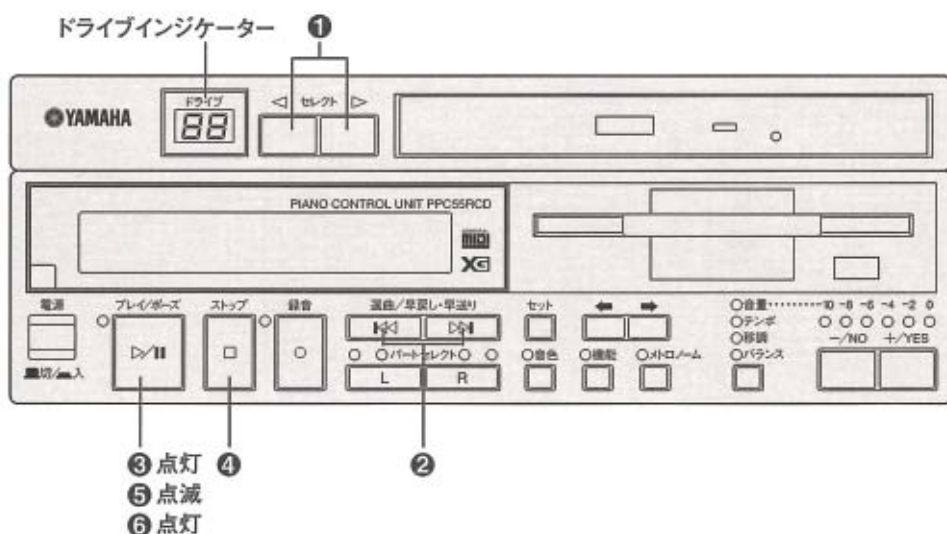 ドライブインジケーター ❶
YAMAHA
ドライブ
88
◁ セレクト ▷
PIANO CONTROL UNIT PPC55RCD
MIDI
XG
電源 プレイ/ポーズ ストップ 録音 選曲/早戻し・早送り セット
音量 -10 -8 -6 -4 -2 0
テンポ
移調
バランス
-/NO +/YES
パートセレクト
L R
音色 機能 メトロノーム
切/入
❸ 点灯 ❹ ❷
❺ 点滅
❻ 点灯